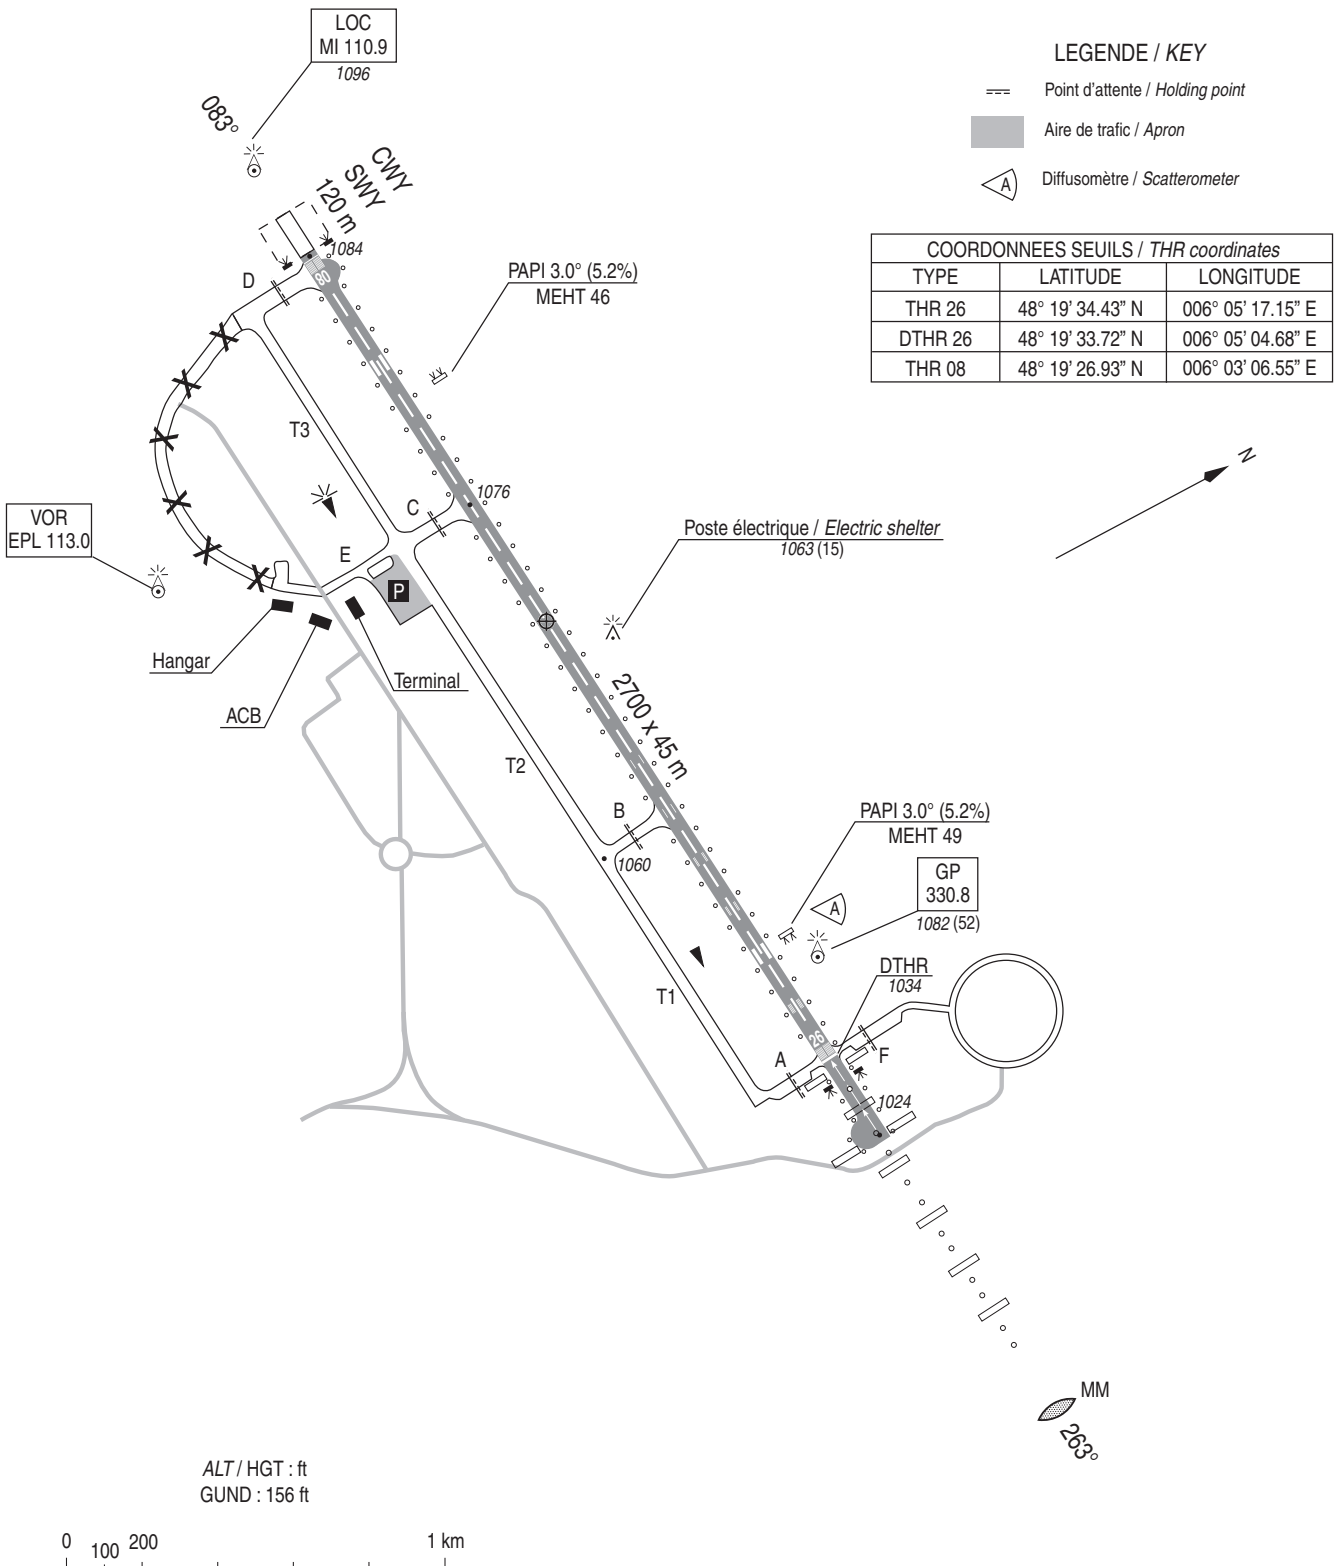 LOC
MI 110.9
1096
083°
CWY
SWY
120 m
1084
LEGENDE / KEY
Point d'attente / Holding point
Aire de trafic / Apron
A
Diffusomètre / Scatterometer
COORDONNEES SEUILS / THR coordinates
TYPE LATITUDE LONGITUDE
THR 26 48° 19' 34.43” N 006° 05' 17.15” E
DTHR 26 48° 19' 33.72” N 006° 05' 04.68” E
THR 08 48° 19' 26.93” N 006° 03' 06.55” E
D
08
PAPI 3.0° (5.2%)
MEHT 46
T3
N
C
1076
VOR
EPL 113.0
Poste électrique / Electric shelter
1063 (15)
E
P
Hangar
Terminal
ACB
2700 x 45 m
T2
B
1060
PAPI 3.0° (5.2%)
MEHT 49
A
GP
330.8
1082 (52)
DTHR
1034
T1
26
A
F
1024
MM
263°
ALT / HGT : ft
GUND : 156 ft
0 100 200 1 km